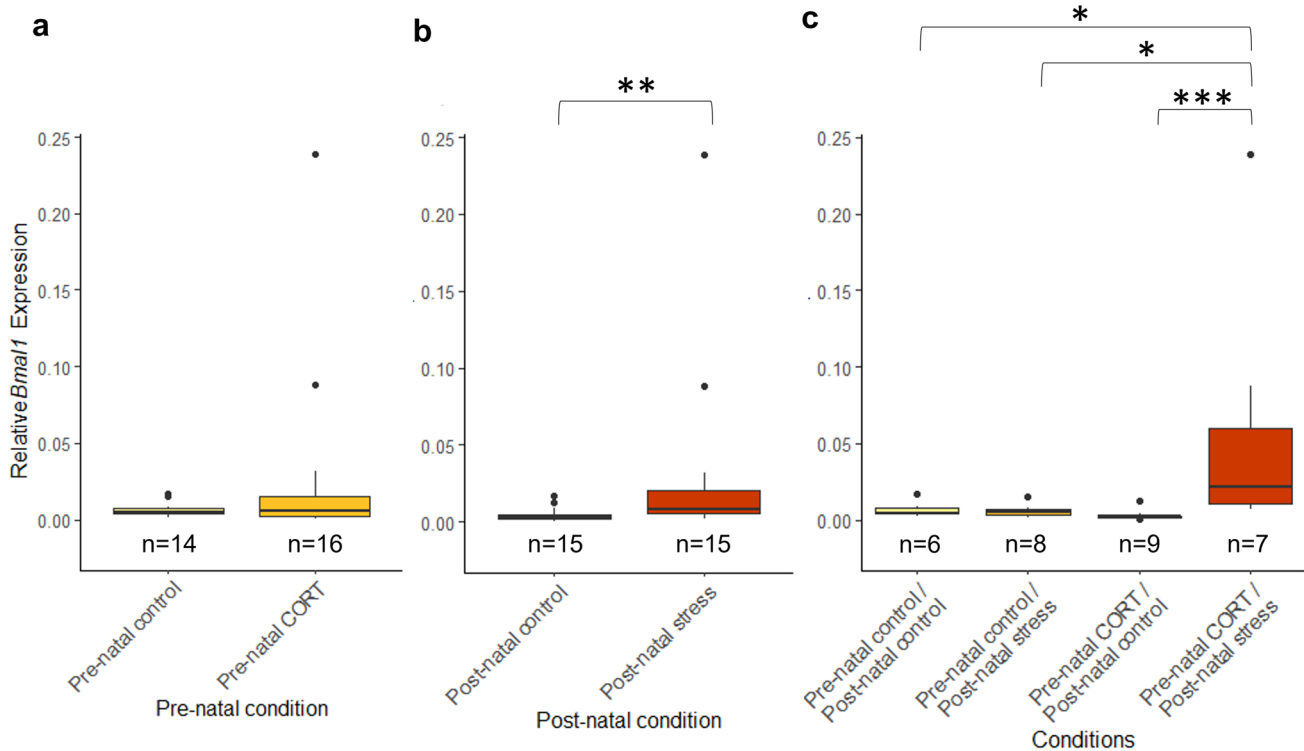 a
Relative Bmal1 Expression
0.25
0.20
0.15
0.10
0.05
0.00
n=14
n=16
Pre-natal control
Pre-natal CORT
Pre-natal condition
b
**
0.25
0.20
0.15
0.10
0.05
0.00
n=15
n=15
Post-natal control
Post-natal stress
Post-natal condition
c
*
*
***
0.25
0.20
0.15
0.10
0.05
0.00
n=6
n=8
n=9
n=7
Pre-natal control /
Post-natal control
Pre-natal control /
Post-natal stress
Pre-natal CORT /
Post-natal control
Pre-natal CORT /
Post-natal stress
Conditions